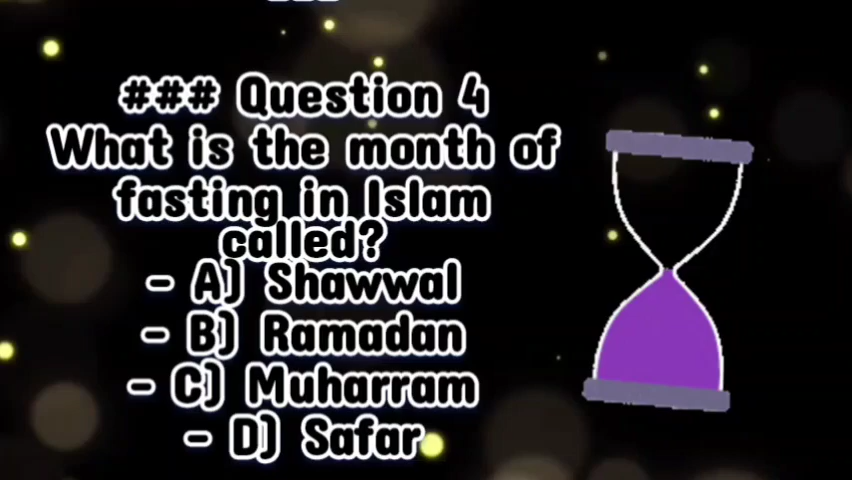 ### Question 4
What is the month of
fasting in Islam
called?
- A) Shawwal
- B) Ramadan
- C) Muharram
- D) Safar